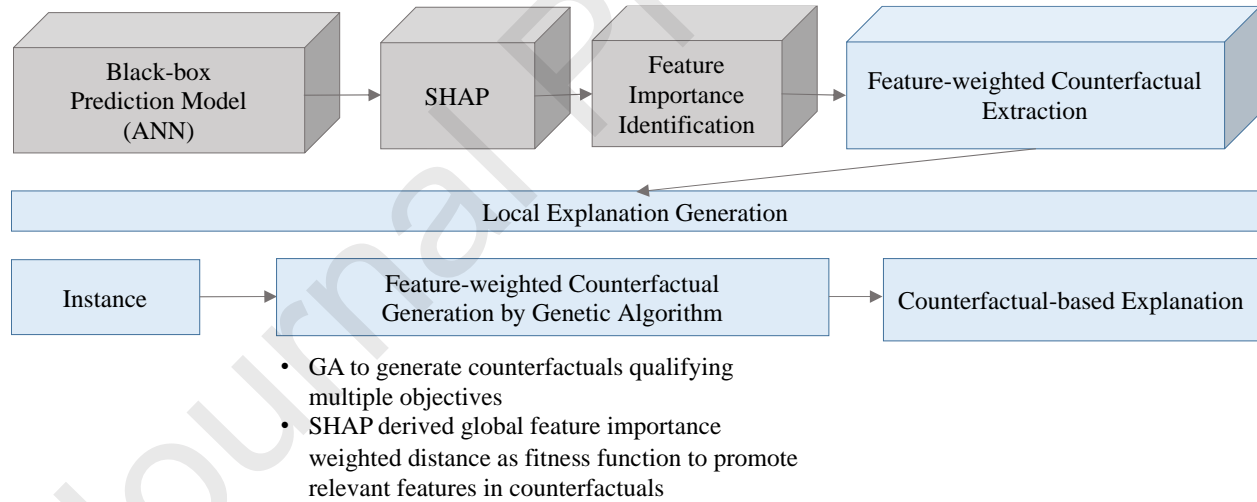 Black-box
Prediction Model
(ANN)
SHAP
Feature
Importance
Identification
Feature-weighted Counterfactual
Extraction
Local Explanation Generation
Instance
Feature-weighted Counterfactual
Generation by Genetic Algorithm
Counterfactual-based Explanation
• GA to generate counterfactuals qualifying
multiple objectives
• SHAP derived global feature importance
weighted distance as fitness function to promote
relevant features in counterfactuals
Journal Pr